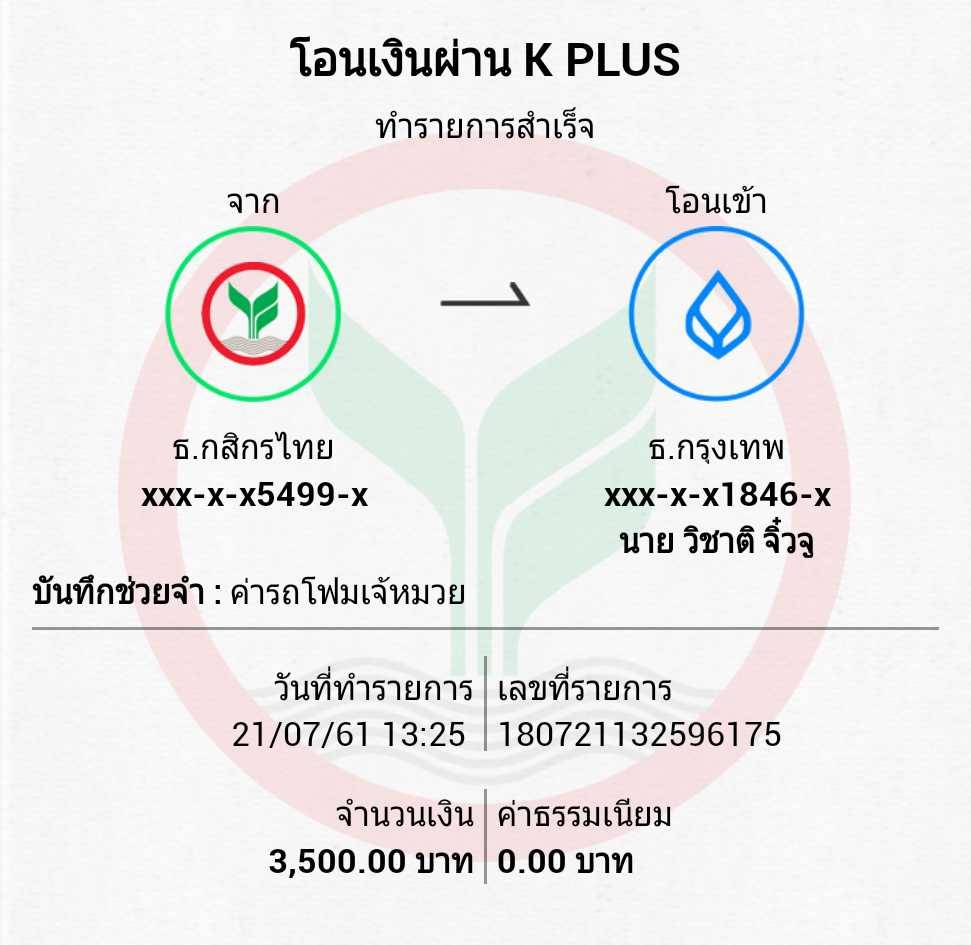 โอนเงินผ่าน K PLUS
ทำรายการสำเร็จ
จาก
โอนเข้า
ธ.กสิกรไทย
xxx-x-x5499-x
ธ.กรุงเทพ
xxx-x-x1846-x
นาย วิชาติ จิ๋วจู
บันทึกช่วยจำ : ค่ารถโฟมเจ้หมวย
วันที่ทำรายการ
21/07/61 13:25
เลขที่รายการ
180721132596175
จำนวนเงิน
3,500.00 บาท
ค่าธรรมเนียม
0.00 บาท